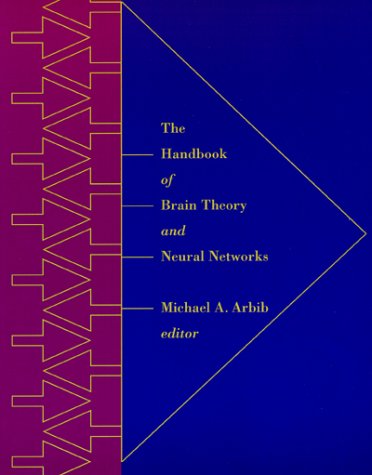 The
Handbook
of
Brain Theory
and
Neural Networks
Michael A. Arbib
editor